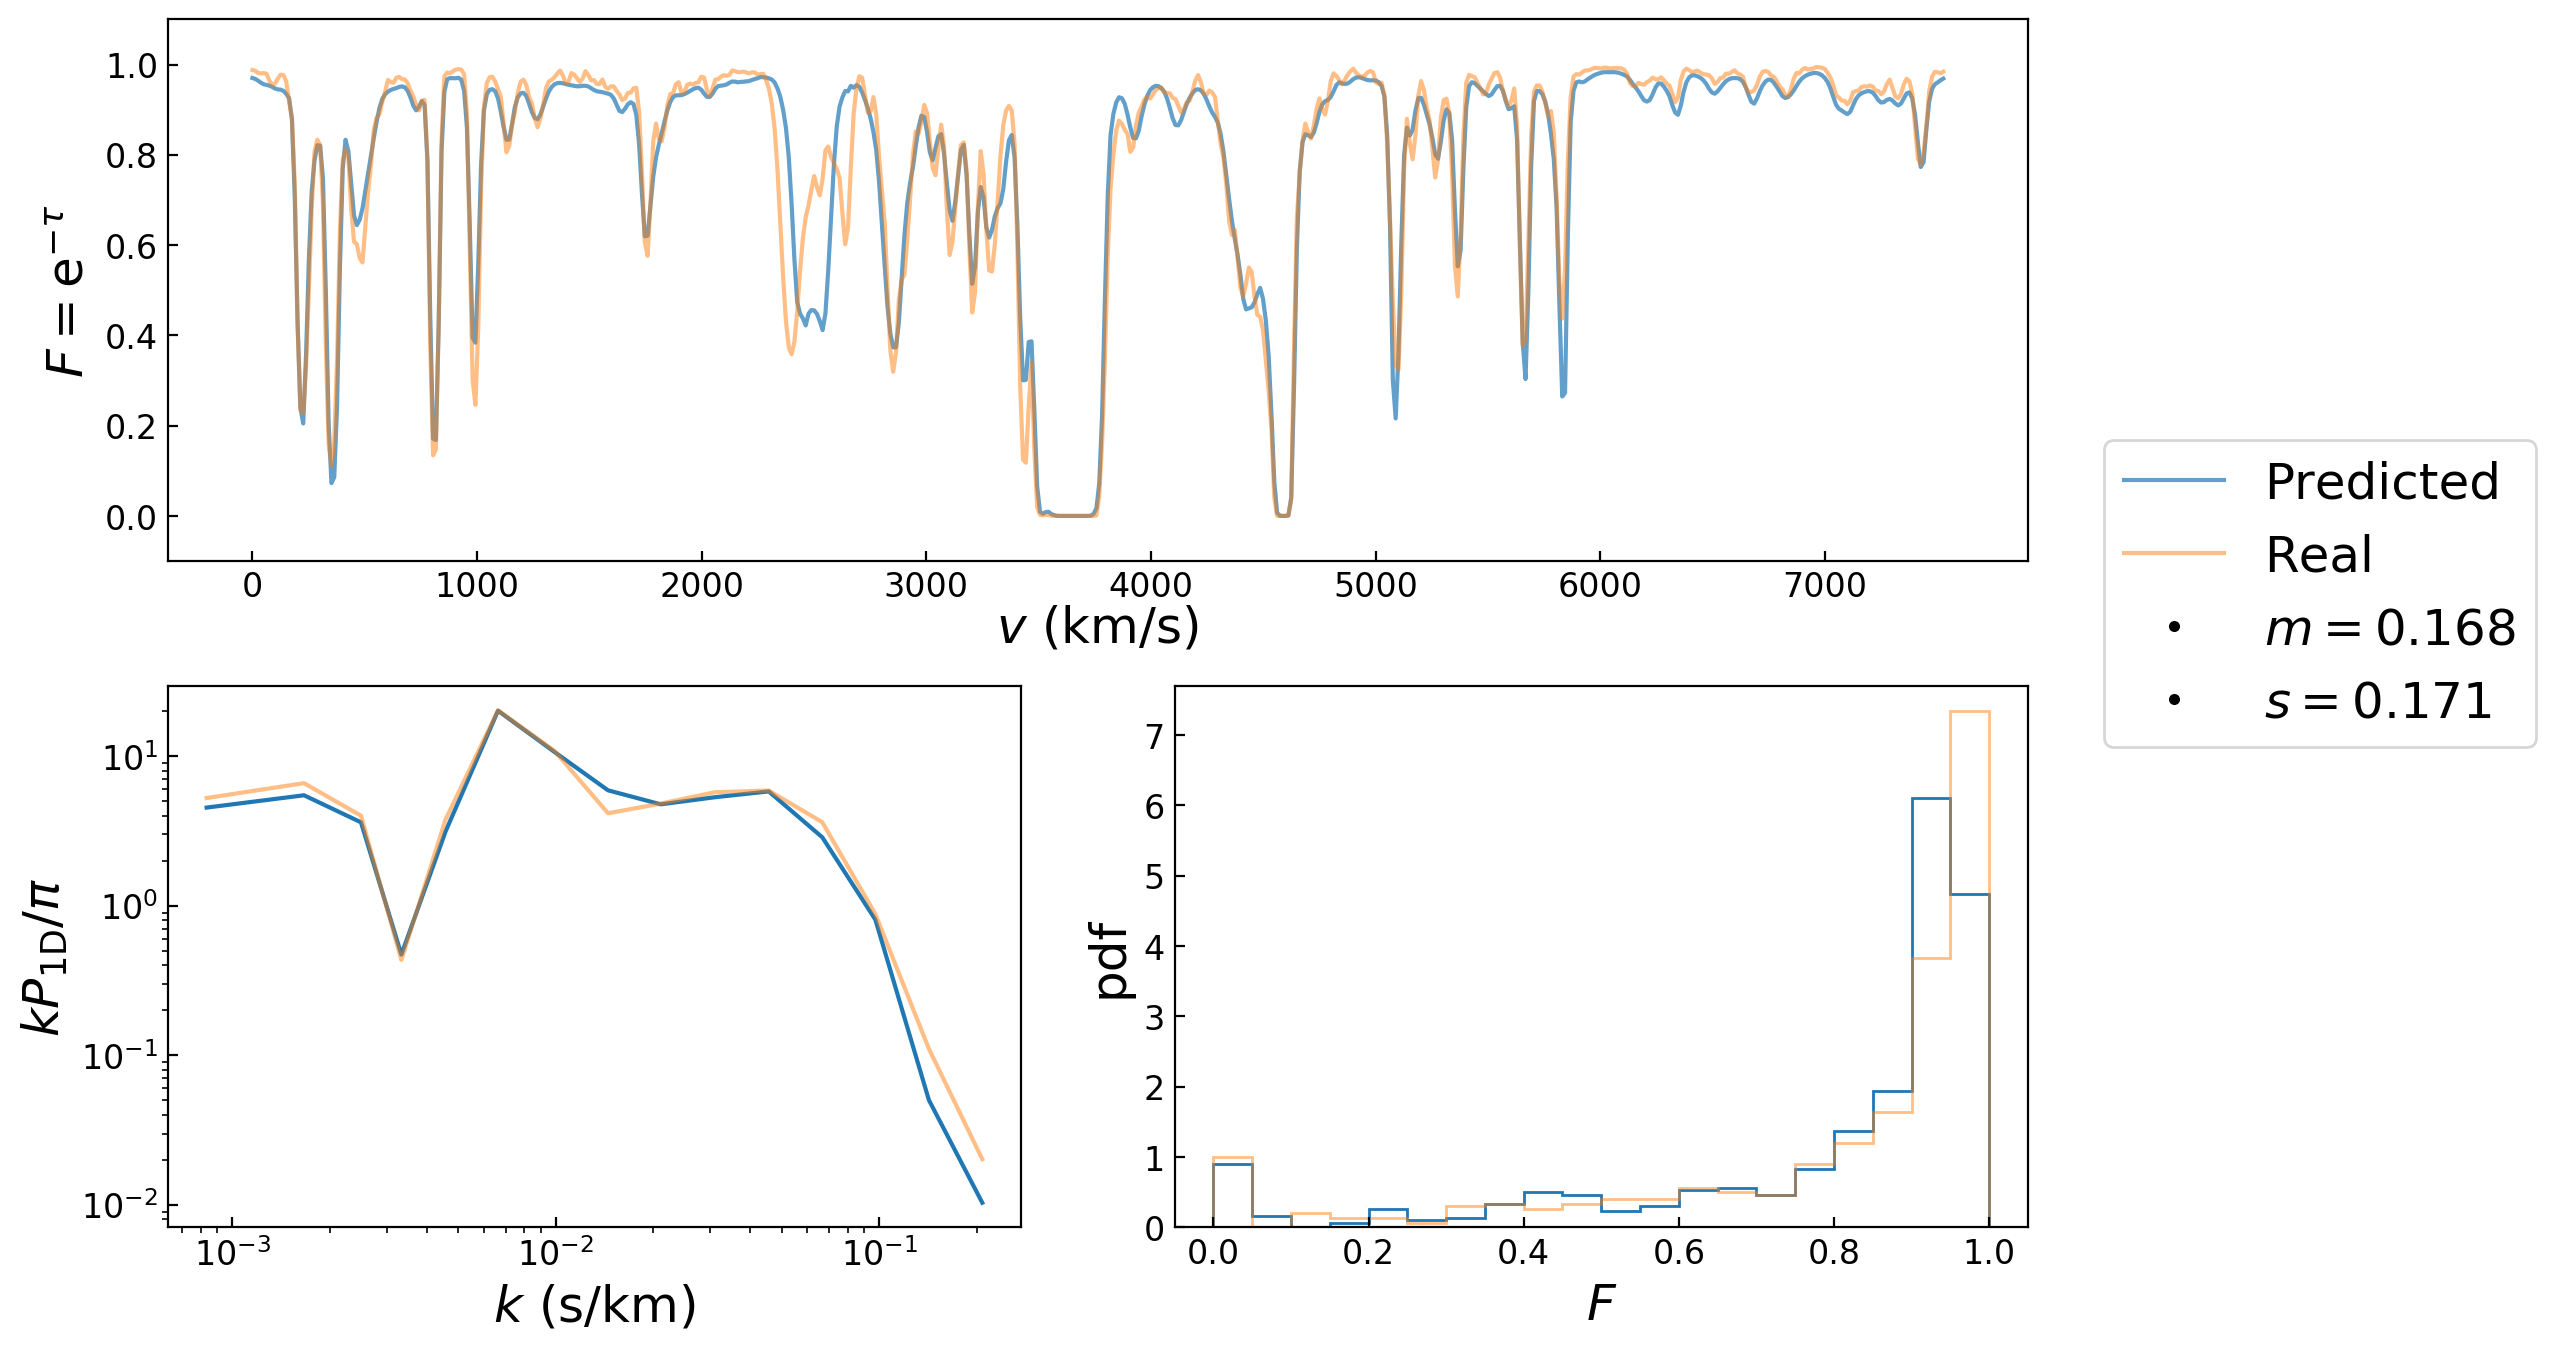 1.0
0.8
0.6
0.4
0.2
0.0
F = e^{−τ}
0 1000 2000 3000 4000 5000 6000 7000
v (km/s)
Predicted
Real
m = 0.168
s = 0.171
10^1
10^0
10^{−1}
10^{−2}
kP_{1D}/π
10^{−3} 10^{−2} 10^{−1}
k (s/km)
7
6
5
4
3
2
1
0
pdf
0.0 0.2 0.4 0.6 0.8 1.0
F